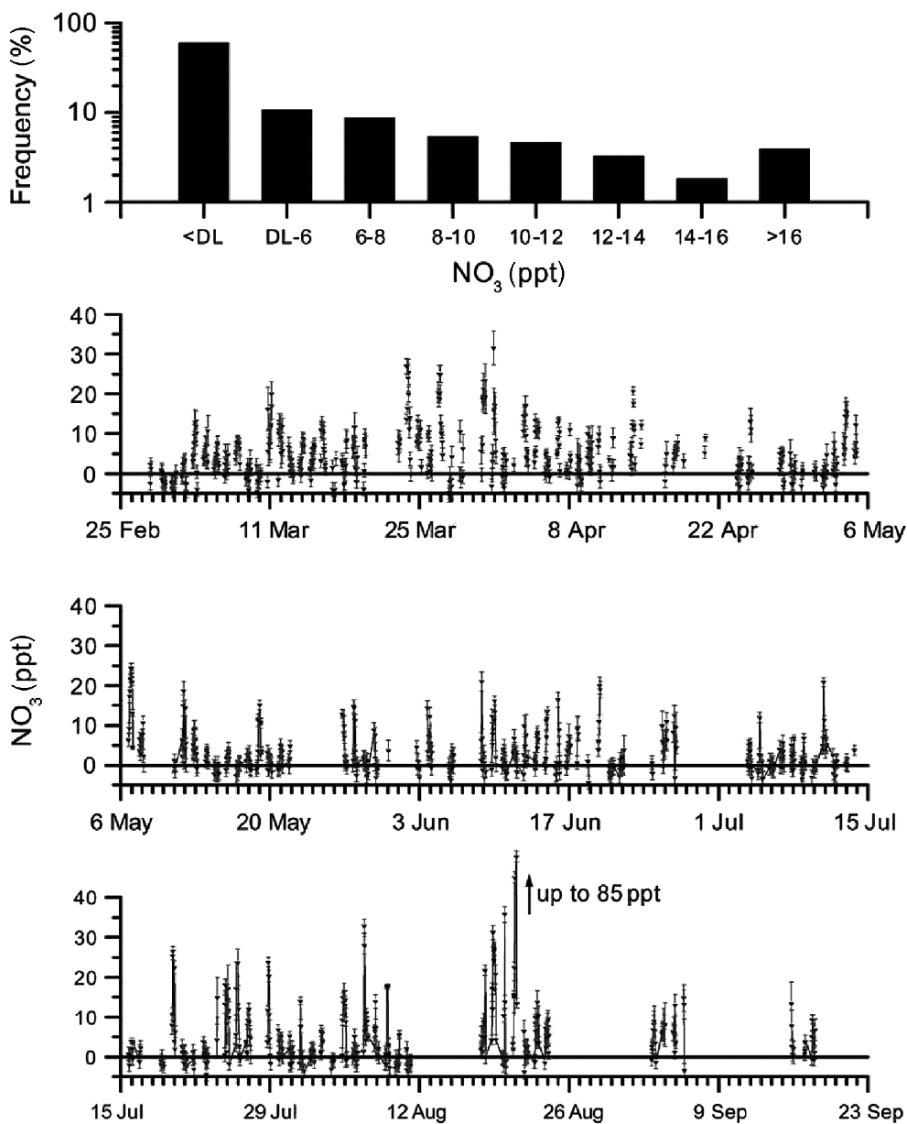 100
10
1
Frequency (%)
<DL DL-6 6-8 8-10 10-12 12-14 14-16 >16
NO3 (ppt)
40
30
20
10
0
25 Feb 11 Mar 25 Mar 8 Apr 22 Apr 6 May
40
30
20
10
0
NO3 (ppt)
6 May 20 May 3 Jun 17 Jun 1 Jul 15 Jul
up to 85 ppt
40
30
20
10
0
15 Jul 29 Jul 12 Aug 26 Aug 9 Sep 23 Sep